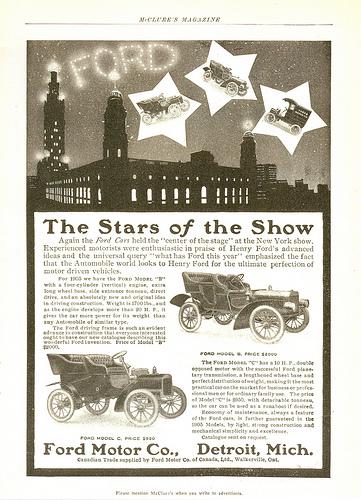 McCLURE'S MAGAZINE
FORD
The Stars of the Show
Again the Ford Cars held the "center of the stage" at the New York show.
Experienced motorists were enthusiastic in praise of Henry Ford's advanced
ideas and the universal query "what has Ford this year" emphasized the fact
that the Automobile world looks to Henry Ford for the ultimate perfection of
motor driven vehicles.
For 1905 we have the FORD MODEL "B"
with a four-cylinder (vertical) engine, extra
long wheel base, side entrance tonneau, direct
drive, and an absolutely new and original idea
in driving construction. Weight is 1700 lbs., and
as the engine develops more than 20 H. P., it
gives the car more power for its weight than
any Automobile of similar type.
The Ford driving frame is such an evident
advance in construction that everyone interested
ought to have our new catalogue describing this
wonderful Ford invention. Price of Model "B"
$2000.
FORD MODEL B, PRICE $2000
The FORD MODEL "C" has a 10 H. P., double
opposed motor with the successful Ford plane-
tary transmission, a lengthened wheel base and
perfect distribution of weight, making it the most
practical car on the market for business or profes-
sional men or for ordinary family use. The price
of Model "C" is $950, with detachable tonneau,
so the car can be used as a runabout if desired.
Economy of maintenance, always a feature
of the Ford cars, is further guaranteed in the
1905 Models, by light, strong construction and
mechanical simplicity and excellence.
Catalogue sent on request.
FORD MODEL C, PRICE $950
Ford Motor Co., Detroit, Mich.
Canadian Trade supplied by Ford Motor Co. of Canada, Ltd., Walkerville, Ont.
Please mention McClure's when you write to advertisers.